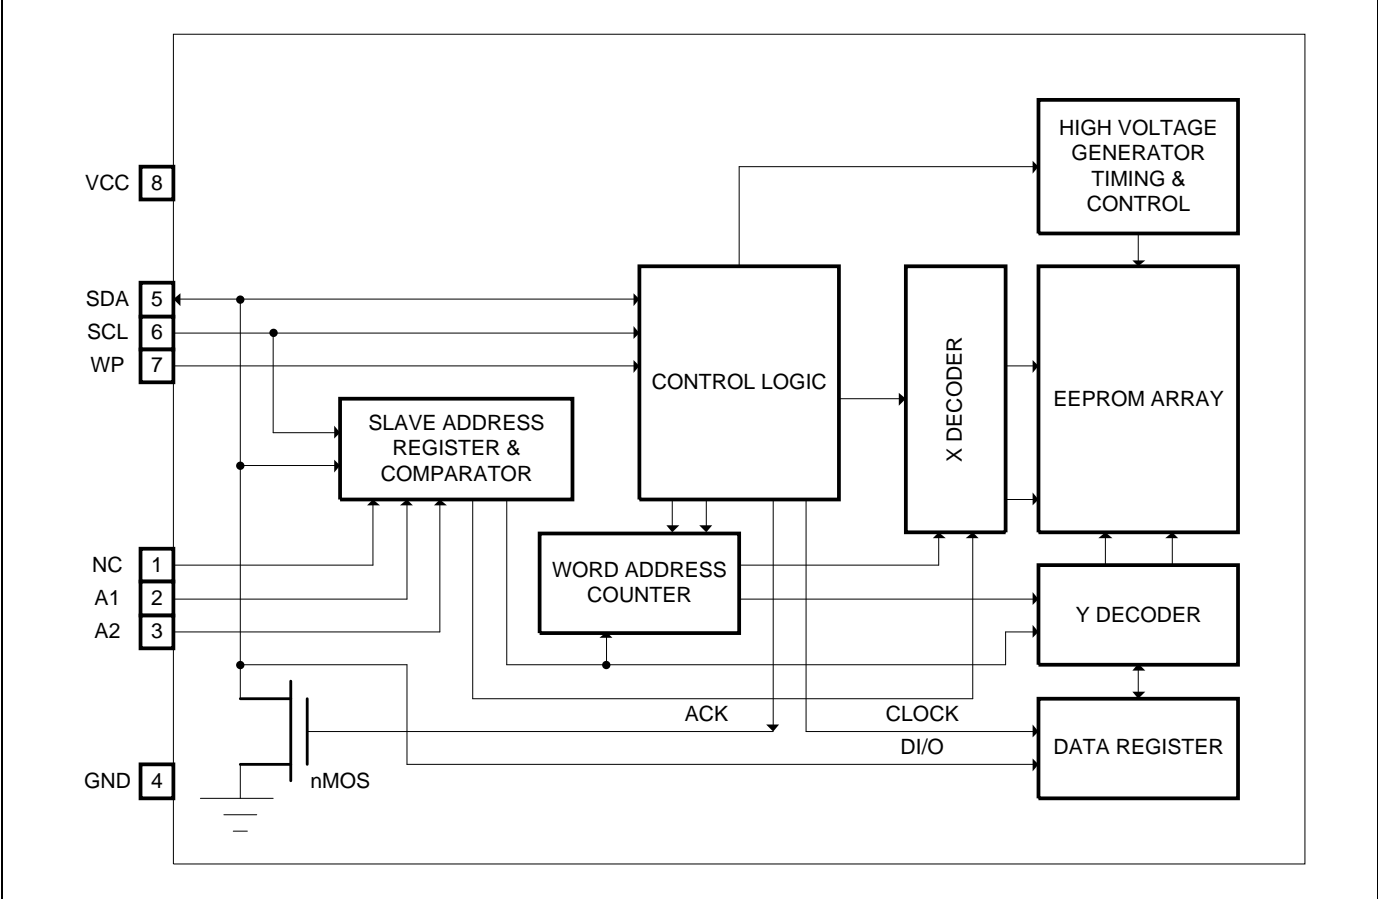 HIGH VOLTAGE
GENERATOR
TIMING &
CONTROL
VCC 8
SDA 5
SCL 6
WP 7
CONTROL LOGIC
X DECODER
EEPROM ARRAY
SLAVE ADDRESS
REGISTER &
COMPARATOR
NC 1
A1 2
A2 3
WORD ADDRESS
COUNTER
Y DECODER
ACK
CLOCK
DI/O
DATA REGISTER
GND 4
nMOS